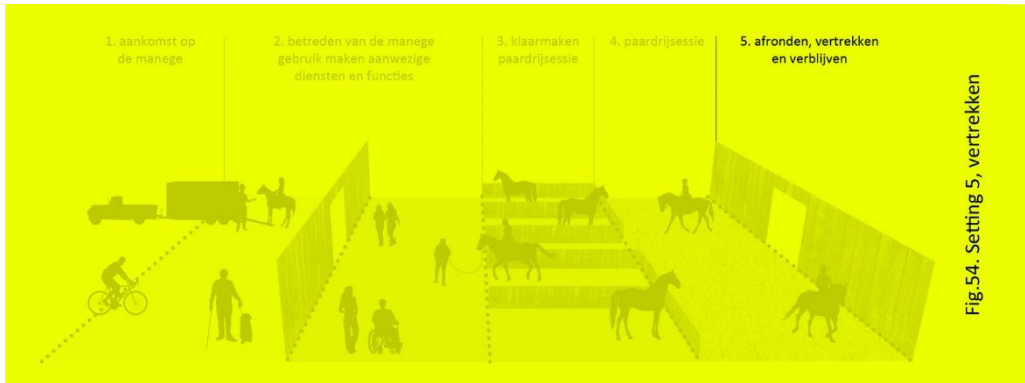 1. aankomst op
de manege
2. betreden van de manege
gebruik maken aanwezige
diensten en functies
3. klaarmaken
paardrijsessie
4. paardrijsessie
5. afronden, vertrekken
en verblijven
Fig.54. Setting 5, vertrekken